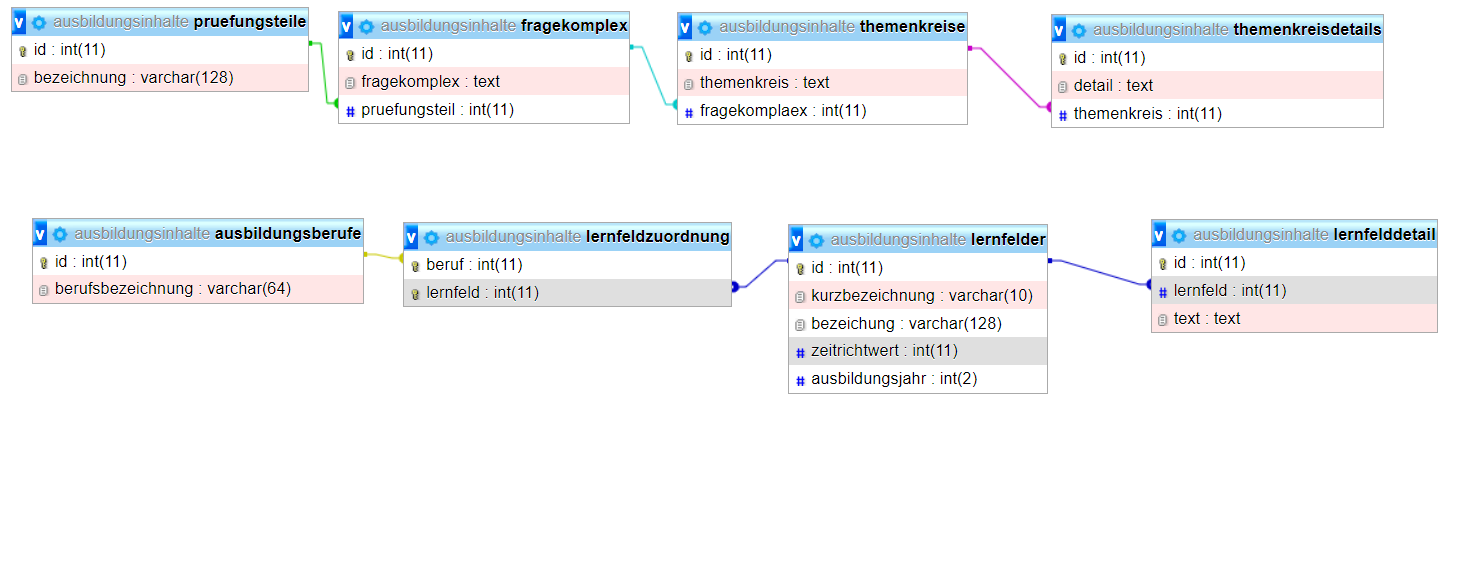 v ausbildungsinhalte pruefungsteile
id : int(11)
bezeichnung : varchar(128)
v ausbildungsinhalte fragekomplex
id : int(11)
fragekomplex : text
# pruefungsteil : int(11)
v ausbildungsinhalte themenkreise
id : int(11)
themenkreis : text
# fragekomplaex : int(11)
v ausbildungsinhalte themenkreisdetails
id : int(11)
detail : text
# themenkreis : int(11)
v ausbildungsinhalte ausbildungsberufe
id : int(11)
berufsbezeichnung : varchar(64)
v ausbildungsinhalte lernfeldzuordnung
beruf : int(11)
lernfeld : int(11)
v ausbildungsinhalte lernfelder
id : int(11)
kurzbezeichnung : varchar(10)
bezeichung : varchar(128)
# zeitrichtwert : int(11)
# ausbildungsjahr : int(2)
v ausbildungsinhalte lernfelddetail
id : int(11)
# lernfeld : int(11)
text : text